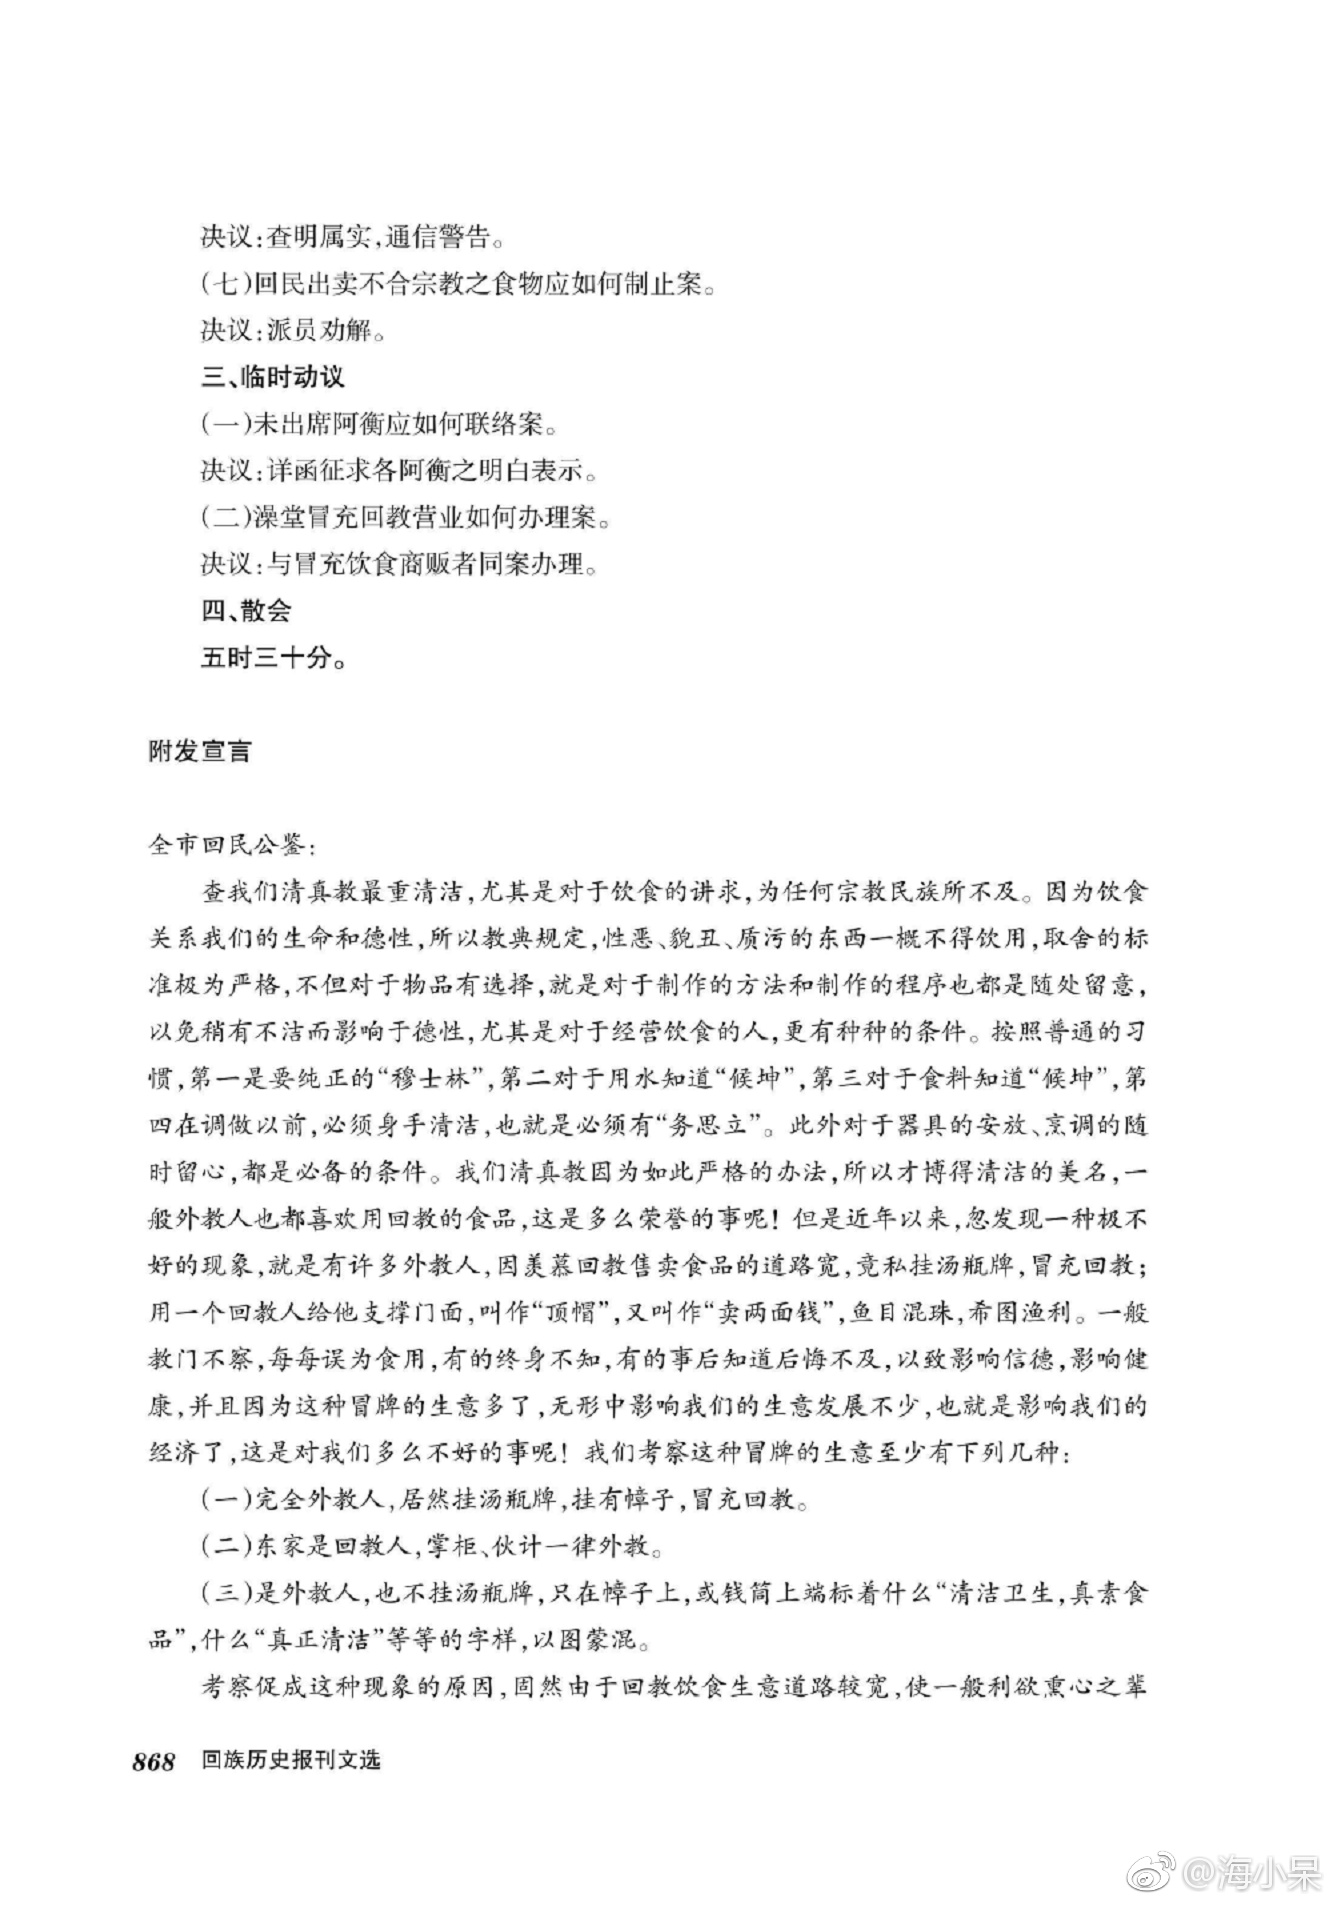 决议:查明属实,通信警告。
(七)回民出卖不合宗教之食物应如何制止案。
决议:派员劝解。
三、临时动议
(一)未出席阿衡应如何联络案。
决议:详函征求各阿衡之明白表示。
(二)澡堂冒充回教营业如何办理案。
决议:与冒充饮食商贩者同案办理。
四、散会
五时三十分。
附发宣言
全市回民公鉴:
查我们清真教最重清洁,尤其是对于饮食的讲求,为任何宗教民族所不及。因为饮食
关系我们的生命和德性,所以教典规定,性恶、貌丑、质污的东西一概不得饮用,取舍的标
准极为严格,不但对于物品有选择,就是对于制作的方法和制作的程序也都是随处留意,
以免稍有不洁而影响于德性,尤其是对于经营饮食的人,更有种种的条件。按照普通的习
惯,第一是要纯正的“穆士林”,第二对于用水知道“候坤”,第三对于食料知道“候坤”,第
四在调做以前,必须身手清洁,也就是必须有“务思立”。此外对于器具的安放、烹调的随
时留心,都是必备的条件。我们清真教因为如此严格的办法,所以才博得清洁的美名,一
般外教人也都喜欢用回教的食品,这是多么荣誉的事呢!但是近年以来,忽发现一种极不
好的现象,就是有许多外教人,因羡慕回教售卖食品的道路宽,竟私挂汤瓶牌,冒充回教;
用一个回教人给他支撑门面,叫作“顶帽”,又叫作“卖两面钱”,鱼目混珠,希图渔利。一般
教门不察,每每误为食用,有的终身不知,有的事后知道后悔不及,以致影响信德,影响健
康,并且因为这种冒牌的生意多了,无形中影响我们的生意发展不少,也就是影响我们的
经济了,这是对我们多么不好的事呢!我们考察这种冒牌的生意至少有下列几种:
(一)完全外教人,居然挂汤瓶牌,挂有幛子,冒充回教。
(二)东家是回教人,掌柜、伙计一律外教。
(三)是外教人,也不挂汤瓶牌,只在幛子上,或钱筒上端标着什么“清洁卫生,真素食
品”,什么“真正清洁”等等的字样,以图蒙混。
考察促成这种现象的原因,固然由于回教饮食生意道路较宽,使一般利欲熏心之辈
868 回族历史报刊文选
@海小呆